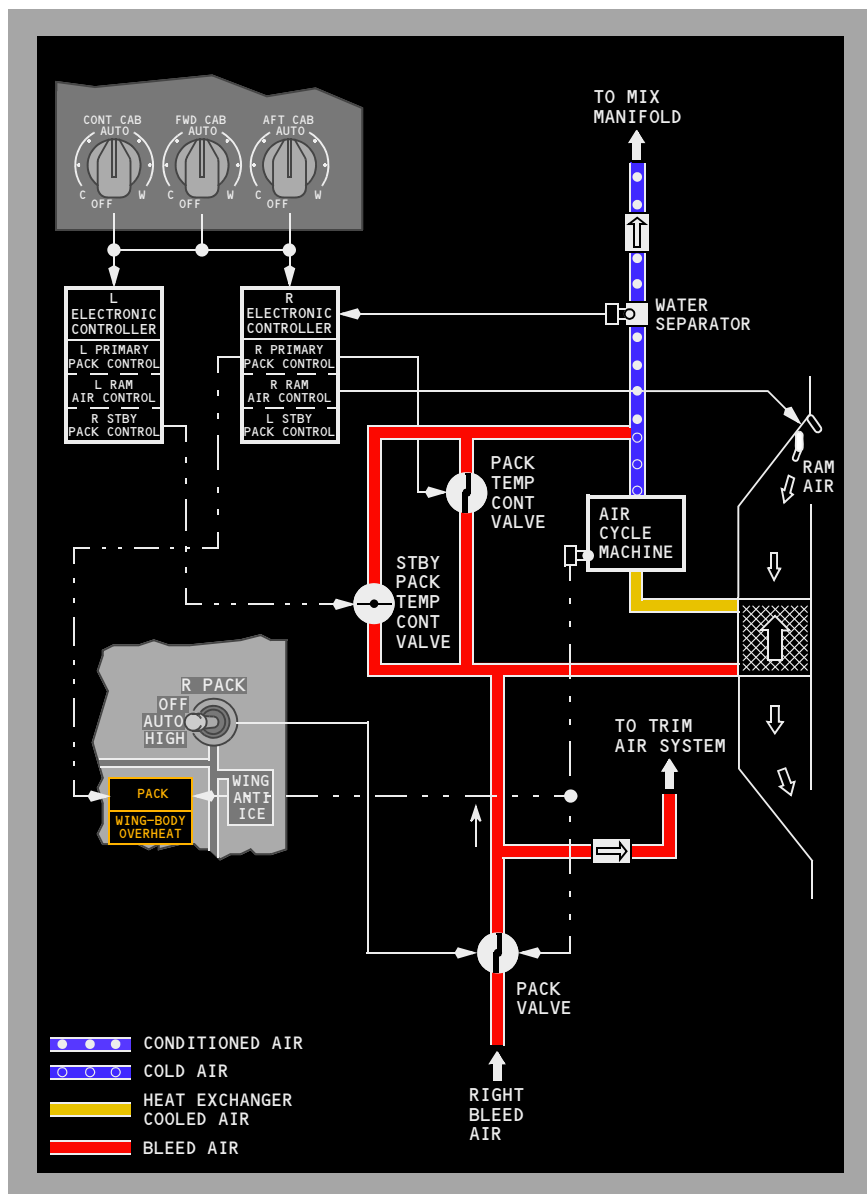 TO MIX
MANIFOLD
CONT CAB
AUTO
C
W
OFF
FWD CAB
AUTO
C
OFF
AFT CAB
AUTO
C
W
OFF
L
ELECTRONIC
CONTROLLER
L PRIMARY
PACK CONTROL
L RAM
AIR CONTROL
R STBY
PACK CONTROL
R
ELECTRONIC
CONTROLLER
R PRIMARY
PACK CONTROL
R RAM
AIR CONTROL
L STBY
PACK CONTROL
WATER
SEPARATOR
RAM
AIR
PACK
TEMP
CONT
VALVE
AIR
CYCLE
MACHINE
STBY
PACK
TEMP
CONT
VALVE
R PACK
OFF
AUTO
HIGH
WING
ANTI
ICE
PACK
WING-BODY
OVERHEAT
TO TRIM
AIR SYSTEM
PACK
VALVE
RIGHT
BLEED
AIR
CONDITIONED AIR
COLD AIR
HEAT EXCHANGER
COOLED AIR
BLEED AIR